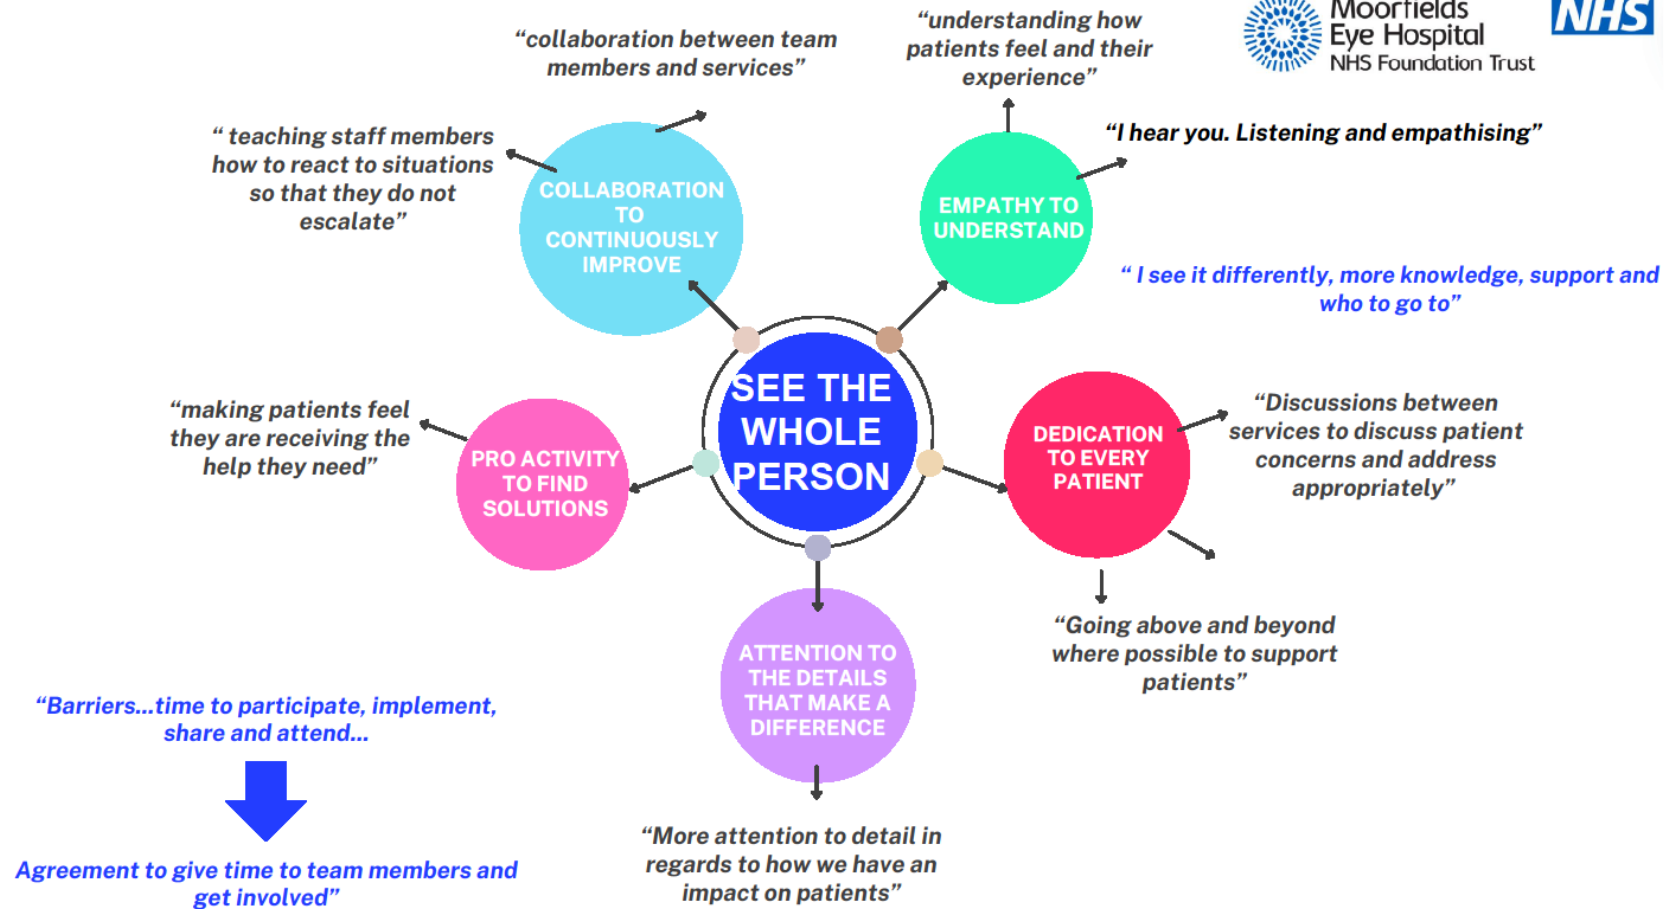 “collaboration between team
members and services”
“understanding how
patients feel and their
experience”
Moorfields
Eye Hospital
NHS Foundation Trust
NHS
“ teaching staff members
how to react to situations
so that they do not
escalate”
“I hear you. Listening and empathising”
COLLABORATION
TO
CONTINUOUSLY
IMPROVE
EMPATHY TO
UNDERSTAND
“ I see it differently, more knowledge, support and
who to go to”
SEE THE
WHOLE
PERSON
“making patients feel
they are receiving the
help they need”
PRO ACTIVITY
TO FIND
SOLUTIONS
DEDICATION
TO EVERY
PATIENT
“Discussions between
services to discuss patient
concerns and address
appropriately”
“Going above and beyond
where possible to support
patients”
ATTENTION TO
THE DETAILS
THAT MAKE A
DIFFERENCE
“Barriers...time to participate, implement,
share and attend...
Agreement to give time to team members and
get involved”
“More attention to detail in
regards to how we have an
impact on patients”